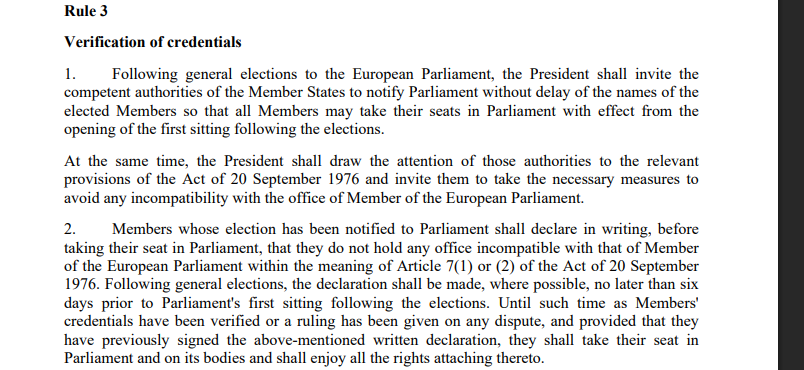 Rule 3
Verification of credentials
1. Following general elections to the European Parliament, the President shall invite the
competent authorities of the Member States to notify Parliament without delay of the names of the
elected Members so that all Members may take their seats in Parliament with effect from the
opening of the first sitting following the elections.
At the same time, the President shall draw the attention of those authorities to the relevant
provisions of the Act of 20 September 1976 and invite them to take the necessary measures to
avoid any incompatibility with the office of Member of the European Parliament.
2. Members whose election has been notified to Parliament shall declare in writing, before
taking their seat in Parliament, that they do not hold any office incompatible with that of Member
of the European Parliament within the meaning of Article 7(1) or (2) of the Act of 20 September
1976. Following general elections, the declaration shall be made, where possible, no later than six
days prior to Parliament's first sitting following the elections. Until such time as Members'
credentials have been verified or a ruling has been given on any dispute, and provided that they
have previously signed the above-mentioned written declaration, they shall take their seat in
Parliament and on its bodies and shall enjoy all the rights attaching thereto.